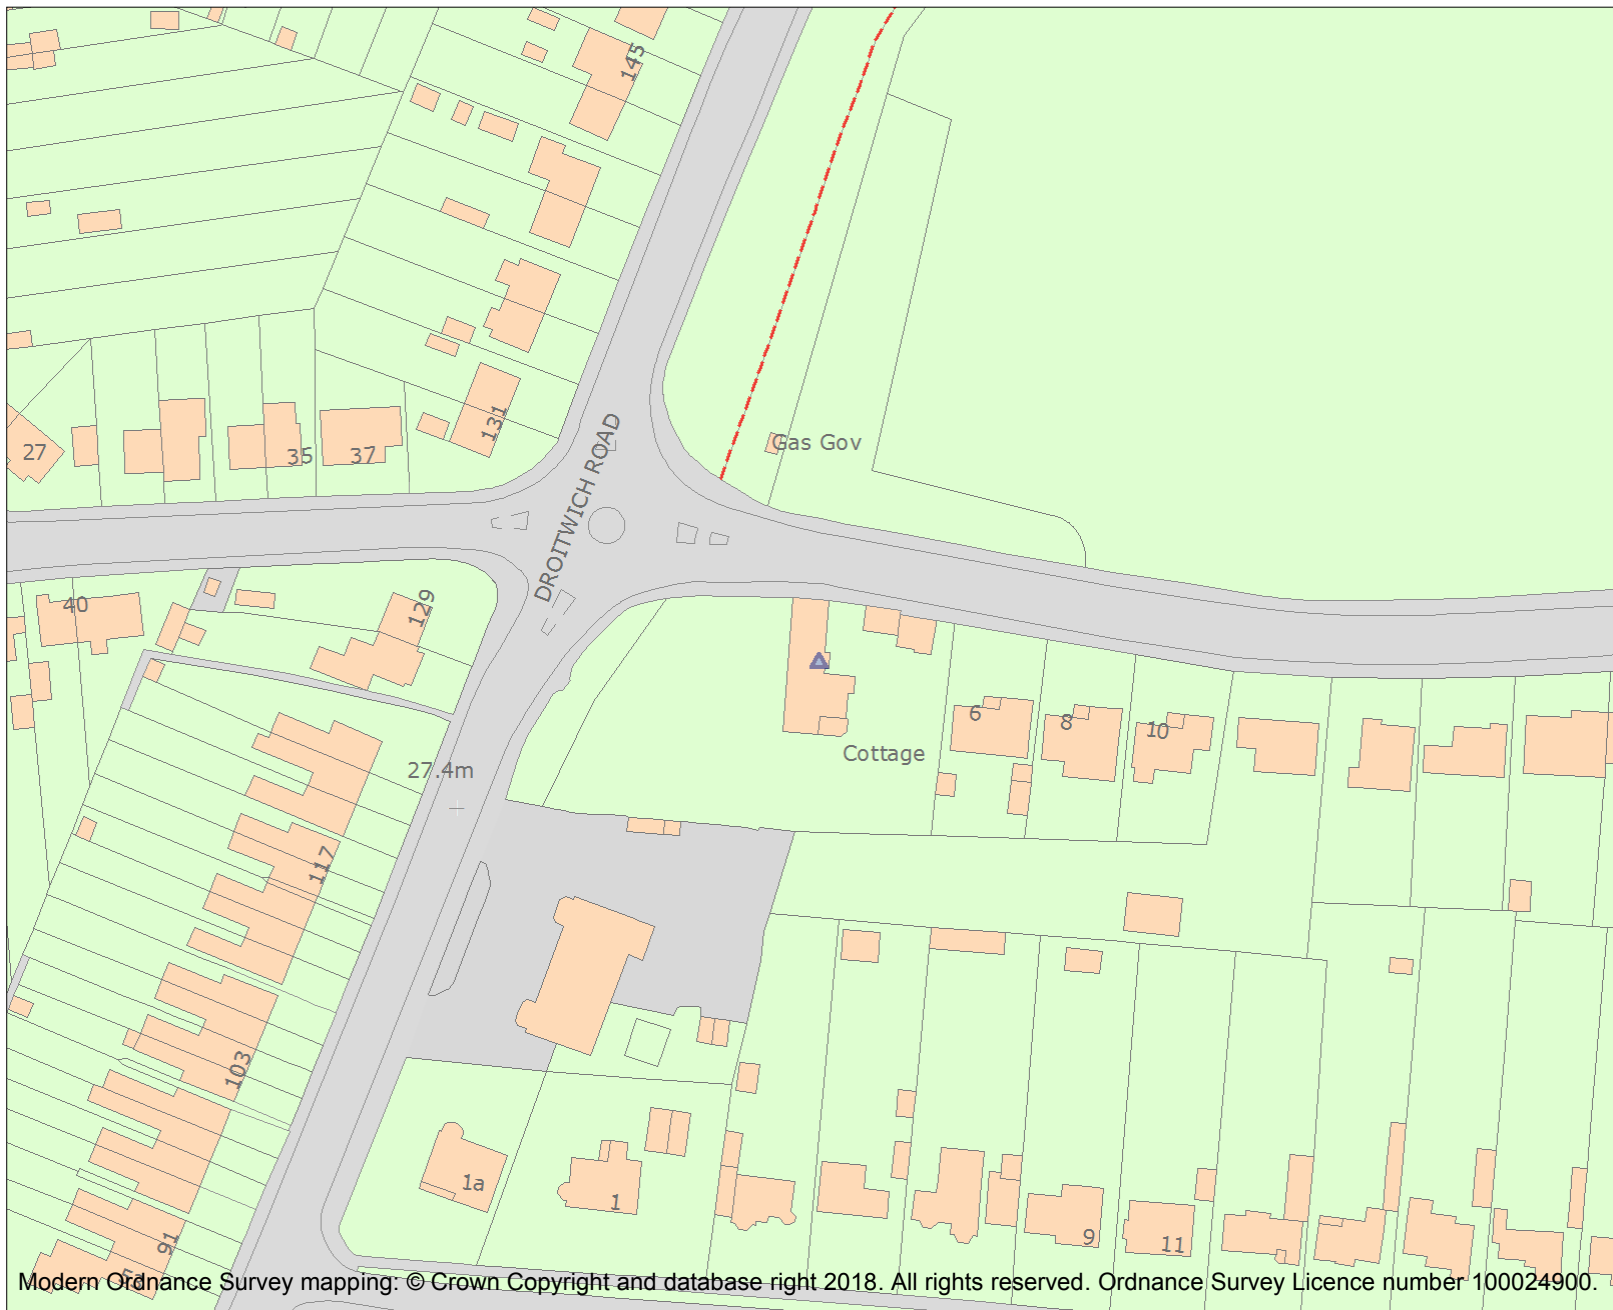 145
DROITWICH ROAD
131
Gas Gov
27
35
37
40
129
6
8
10
Cottage
27.4m
117
103
1a
1
9
11
91
Modern Ordnance Survey mapping: © Crown Copyright and database right 2018. All rights reserved. Ordnance Survey Licence number 100024900.